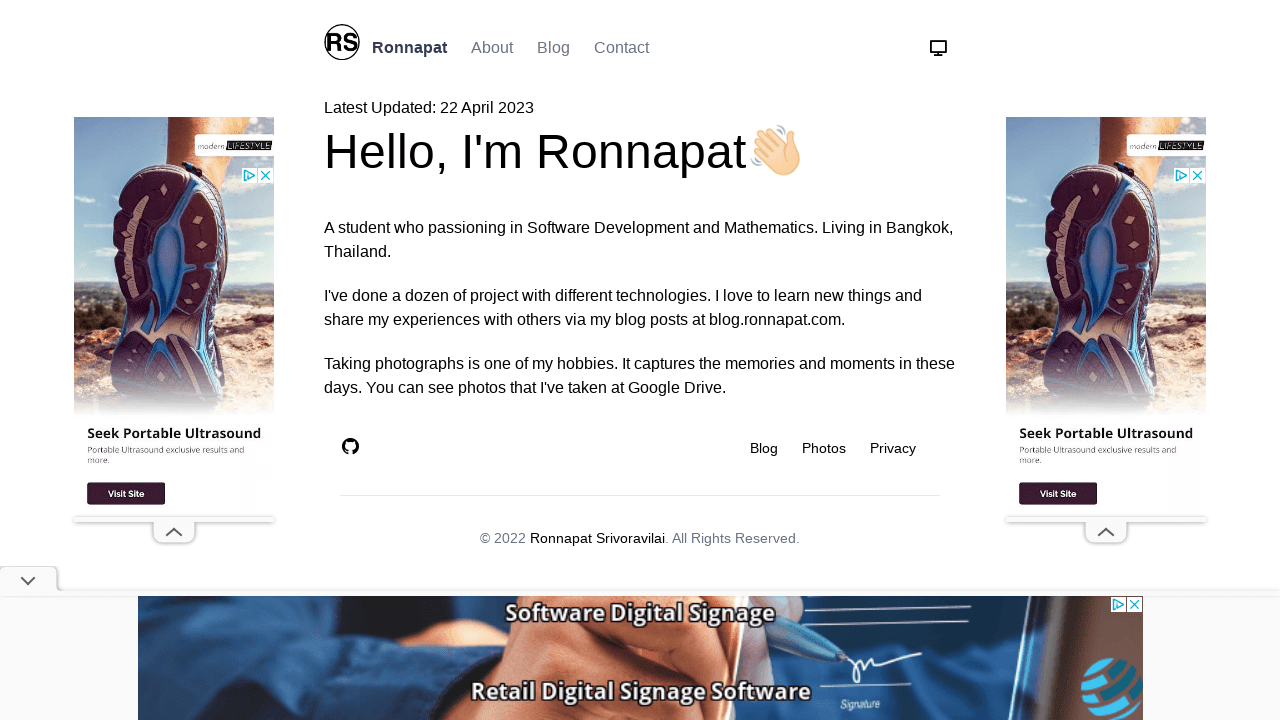 RS Ronnapat About Blog Contact
Latest Updated: 22 April 2023
Hello, I'm Ronnapat
A student who passioning in Software Development and Mathematics. Living in Bangkok,
Thailand.
I've done a dozen of project with different technologies. I love to learn new things and
share my experiences with others via my blog posts at blog.ronnapat.com.
Taking photographs is one of my hobbies. It captures the memories and moments in these
days. You can see photos that I've taken at Google Drive.
Blog Photos Privacy
© 2022 Ronnapat Srivoravilai. All Rights Reserved.
modern LIFESTYLE
Seek Portable Ultrasound
Portable Ultrasound exclusive results and
more.
Visit Site
modern LIFESTYLE
Seek Portable Ultrasound
Portable Ultrasound exclusive results and
more.
Visit Site
Software Digital Signage
Retail Digital Signage Software
Signature